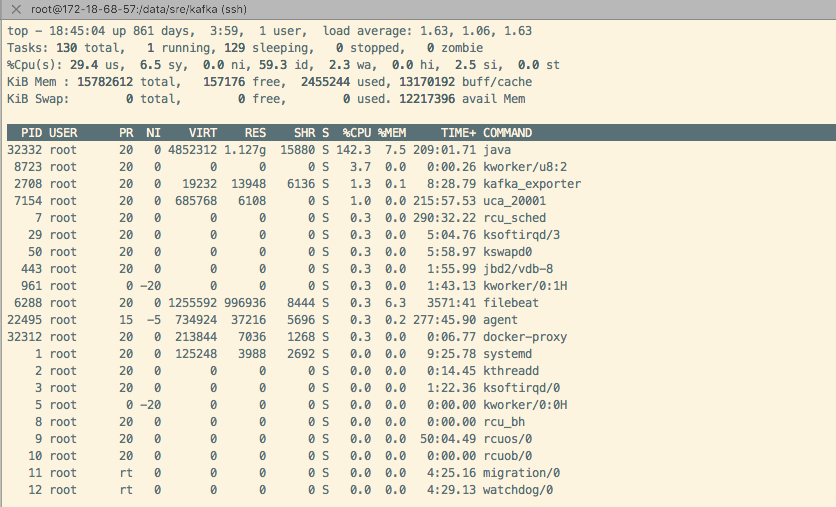 root@172-18-68-57:/data/sre/kafka (ssh)
top - 18:45:04 up 861 days,  3:59,  1 user,  load average: 1.63, 1.06, 1.63
Tasks: 130 total,   1 running, 129 sleeping,   0 stopped,   0 zombie
%Cpu(s): 29.4 us,  6.5 sy,  0.0 ni, 59.3 id,  2.3 wa,  0.0 hi,  2.5 si,  0.0 st
KiB Mem : 15782612 total,   157176 free,  2455244 used, 13170192 buff/cache
KiB Swap:        0 total,        0 free,        0 used. 12217396 avail Mem
PID USER      PR  NI    VIRT    RES    SHR S  %CPU %MEM     TIME+ COMMAND
32332 root      20   0 4852312 1.127g  15880 S 142.3  7.5 209:01.71 java
8723 root      20   0       0      0      0 S   3.7  0.0   0:00.26 kworker/u8:2
2708 root      20   0   19232  13948   6136 S   1.3  0.1   8:28.79 kafka_exporter
7154 root      20   0  685768   6108      0 S   1.0  0.0 215:57.53 uca_20001
7 root      20   0       0      0      0 S   0.3  0.0 290:32.22 rcu_sched
29 root      20   0       0      0      0 S   0.3  0.0   5:04.76 ksoftirqd/3
50 root      20   0       0      0      0 S   0.3  0.0   5:58.97 kswapd0
443 root      20   0       0      0      0 S   0.3  0.0   1:55.99 jbd2/vdb-8
961 root       0 -20       0      0      0 S   0.3  0.0   1:43.13 kworker/0:1H
6288 root      20   0 1255592 996936   8444 S   0.3  6.3   3571:41 filebeat
22495 root      15  -5  734924  37216   5696 S   0.3  0.2 277:45.90 agent
32312 root      20   0  213844   7036   1268 S   0.3  0.0   0:06.77 docker-proxy
1 root      20   0  125248   3988   2692 S   0.0  0.0   9:25.78 systemd
2 root      20   0       0      0      0 S   0.0  0.0   0:14.45 kthreadd
3 root      20   0       0      0      0 S   0.0  0.0   1:22.36 ksoftirqd/0
5 root       0 -20       0      0      0 S   0.0  0.0   0:00.00 kworker/0:0H
8 root      20   0       0      0      0 S   0.0  0.0   0:00.00 rcu_bh
9 root      20   0       0      0      0 S   0.0  0.0  50:04.49 rcuos/0
10 root      20   0       0      0      0 S   0.0  0.0   0:00.00 rcuob/0
11 root      rt   0       0      0      0 S   0.0  0.0   4:25.16 migration/0
12 root      rt   0       0      0      0 S   0.0  0.0   4:29.13 watchdog/0